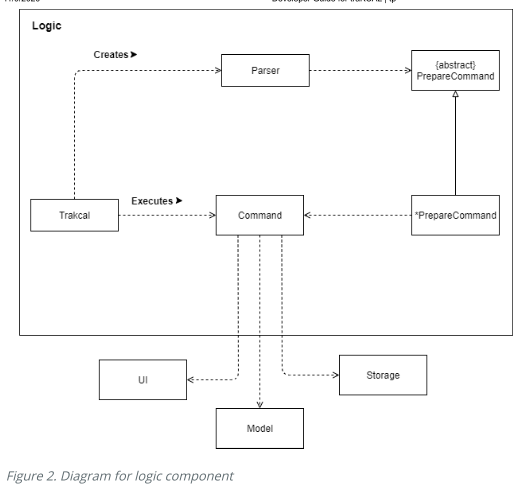 Logic
Creates ➤
Parser
{abstract}
PrepareCommand
Executes ➤
Trakcal
Command
*PrepareCommand
UI
Storage
Model
Figure 2. Diagram for logic component